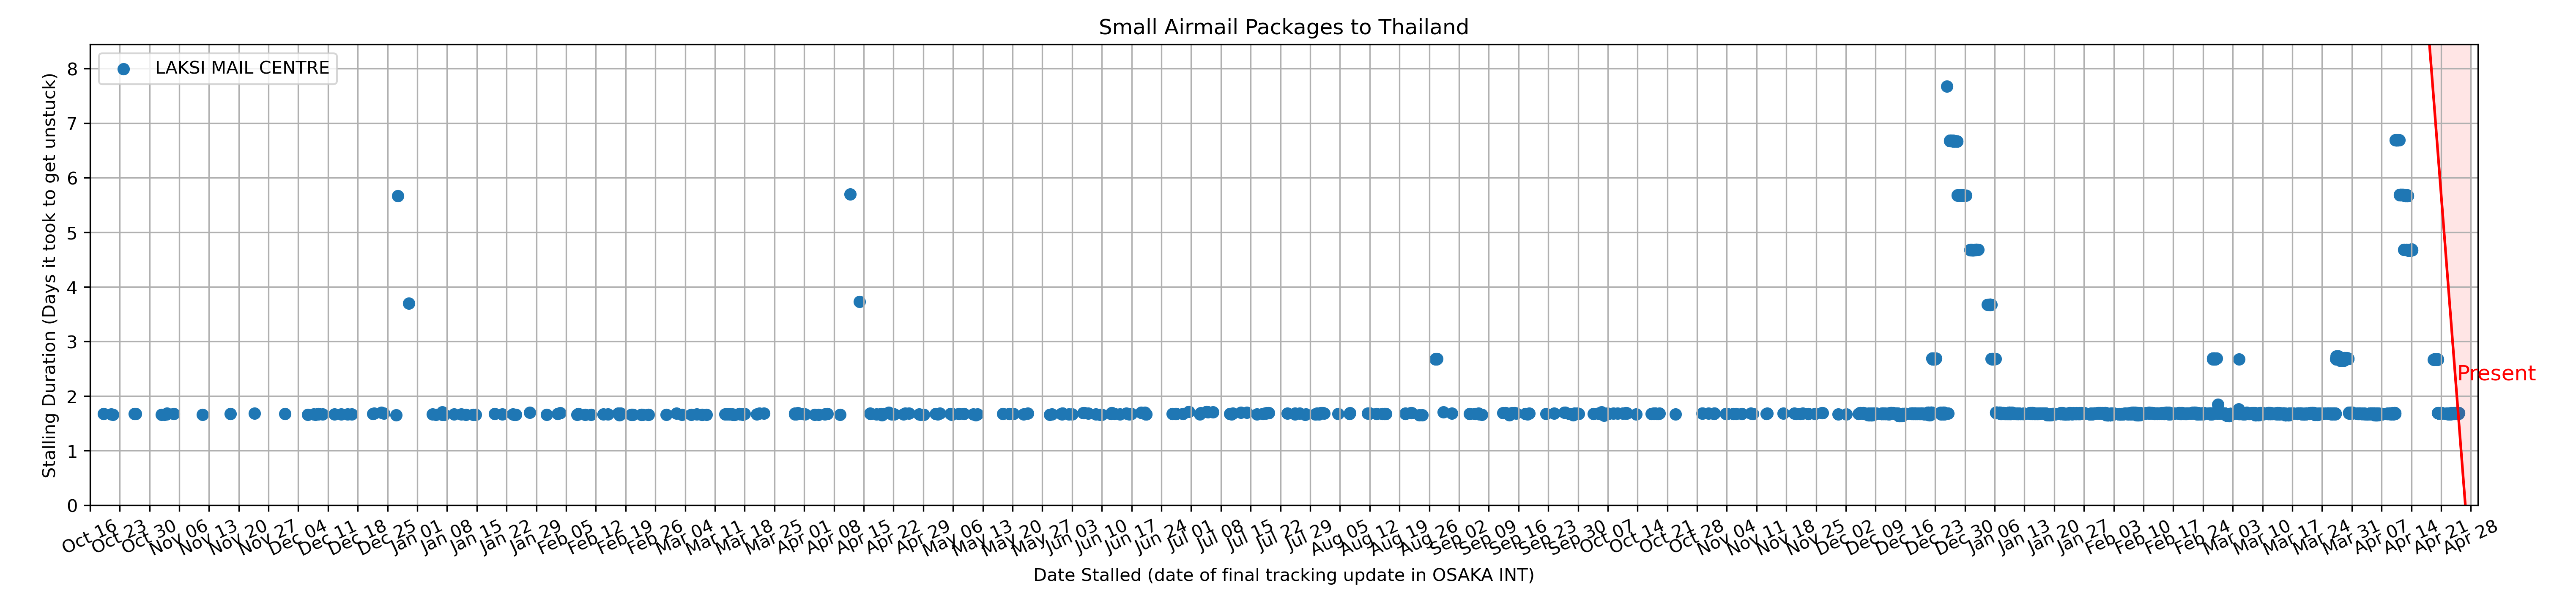 Small Airmail Packages to Thailand
LAKSI MAIL CENTRE
Stalling Duration (Days it took to get unstuck)
8
7
6
5
4
3
2
1
0
Present
Oct 16 Oct 23 Oct 30 Nov 06 Nov 13 Nov 20 Nov 27 Dec 04 Dec 11 Dec 18 Dec 25 Jan 01 Jan 08 Jan 15 Jan 22 Jan 29 Feb 05 Feb 12 Feb 19 Feb 26 Mar 04 Mar 11 Mar 18 Mar 25 Apr 01 Apr 08 Apr 15 Apr 22 Apr 29 May 06 May 13 May 20 May 27 Jun 03 Jun 10 Jun 17 Jun 24 Jul 01 Jul 08 Jul 15 Jul 22 Jul 29 Aug 05 Aug 12 Aug 19 Aug 26 Sep 02 Sep 09 Sep 16 Sep 23 Sep 30 Oct 07 Oct 14 Oct 21 Oct 28 Nov 04 Nov 11 Nov 18 Nov 25 Dec 02 Dec 09 Dec 16 Dec 23 Dec 30 Jan 06 Jan 13 Jan 20 Jan 27 Feb 03 Feb 10 Feb 17 Feb 24 Mar 03 Mar 10 Mar 17 Mar 24 Mar 31 Apr 07 Apr 14 Apr 21 Apr 28
Date Stalled (date of final tracking update in OSAKA INT)